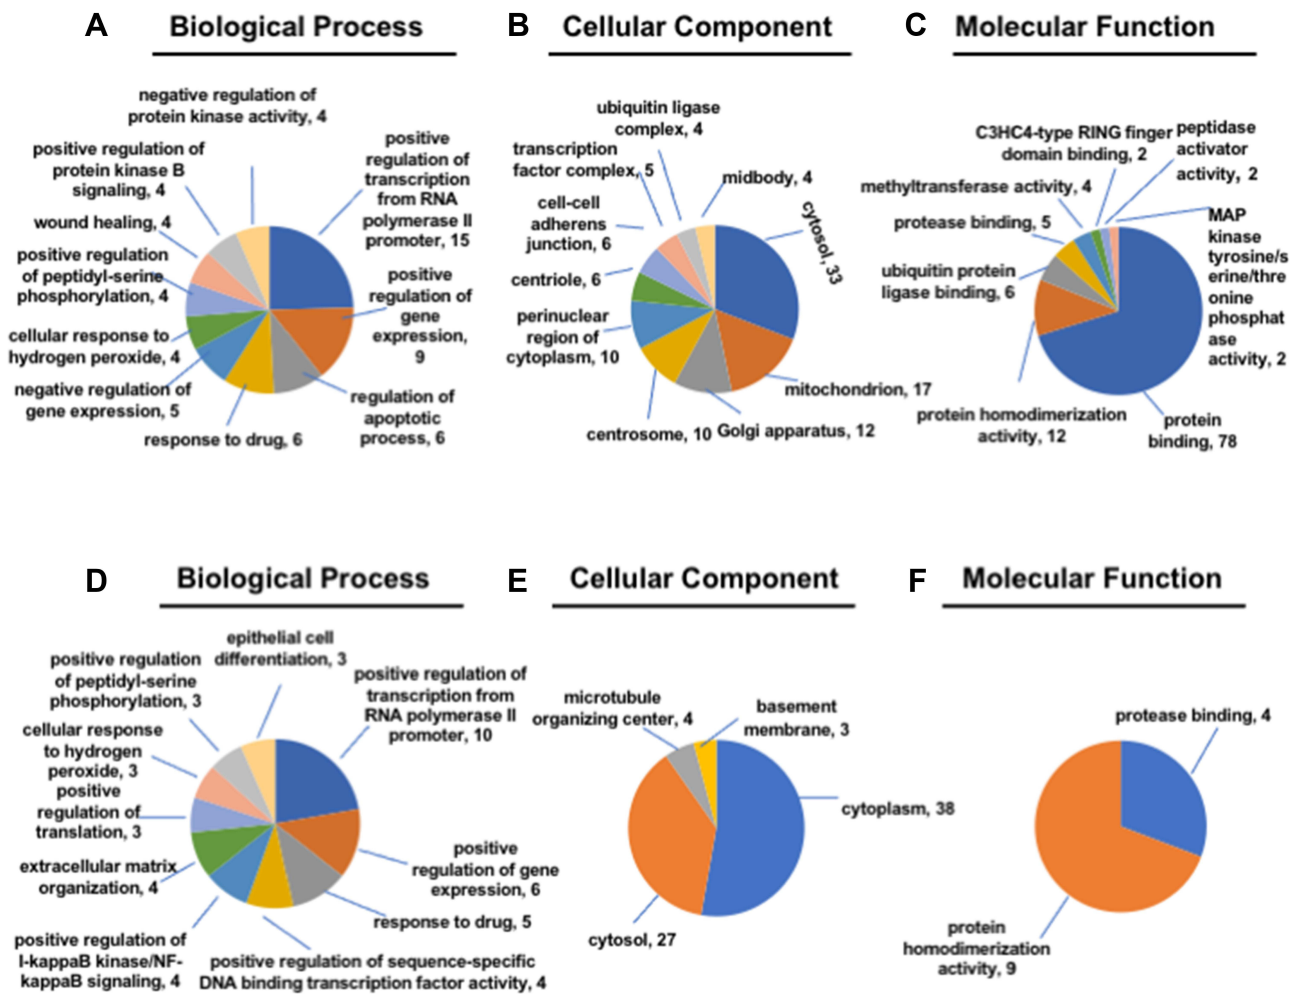 A
Biological Process
negative regulation of
protein kinase activity, 4
positive regulation of
protein kinase B
signaling, 4
wound healing, 4
positive regulation
of peptidyl-serine
phosphorylation, 4
cellular response to
hydrogen peroxide, 4
negative regulation of
gene expression, 5
response to drug, 6
positive
regulation of
transcription
from RNA
polymerase II
promoter, 15
positive
regulation of
gene
expression,
9
regulation of
apoptotic
process, 6
B
Cellular Component
ubiquitin ligase
complex, 4
transcription
factor complex, 5
cell-cell
adherens
junction, 6
centriole, 6
perinuclear
region of
cytoplasm, 10
centrosome, 10
Golgi apparatus, 12
mitochondrion, 17
midbody, 4
cytosol, 33
C
Molecular Function
C3HC4-type RING finger
domain binding, 2
peptidase
activator
activity, 2
methyltransferase activity, 4
protease binding, 5
ubiquitin protein
ligase binding, 6
protein homodimerization
activity, 12
protein
binding, 78
MAP
kinase
tyrosine/s
erine/thre
onine
phosphat
ase
activity, 2
D
Biological Process
epithelial cell
differentiation, 3
positive regulation
of peptidyl-serine
phosphorylation, 3
cellular response
to hydrogen
peroxide, 3
positive
regulation of
translation, 3
extracellular matrix
organization, 4
positive regulation of
I-kappaB kinase/NF-
kappaB signaling, 4
positive regulation of sequence-specific
DNA binding transcription factor activity, 4
response to drug, 5
positive
regulation of gene
expression, 6
positive regulation of
transcription from
RNA polymerase II
promoter, 10
E
Cellular Component
microtubule
organizing center, 4
basement
membrane, 3
cytoplasm, 38
cytosol, 27
F
Molecular Function
protease binding, 4
protein
homodimerization
activity, 9